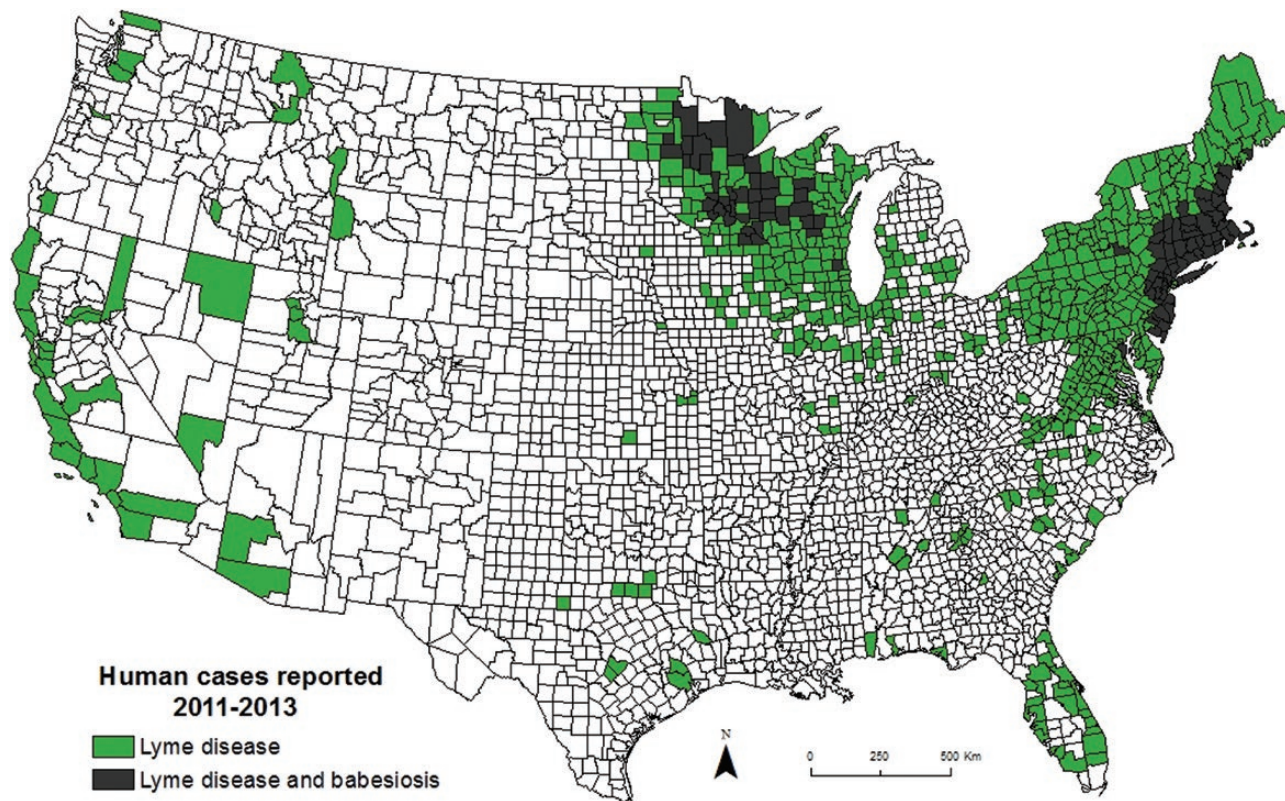 Human cases reported
2011-2013
Lyme disease
Lyme disease and babesiosis
N
0 250 500 Km